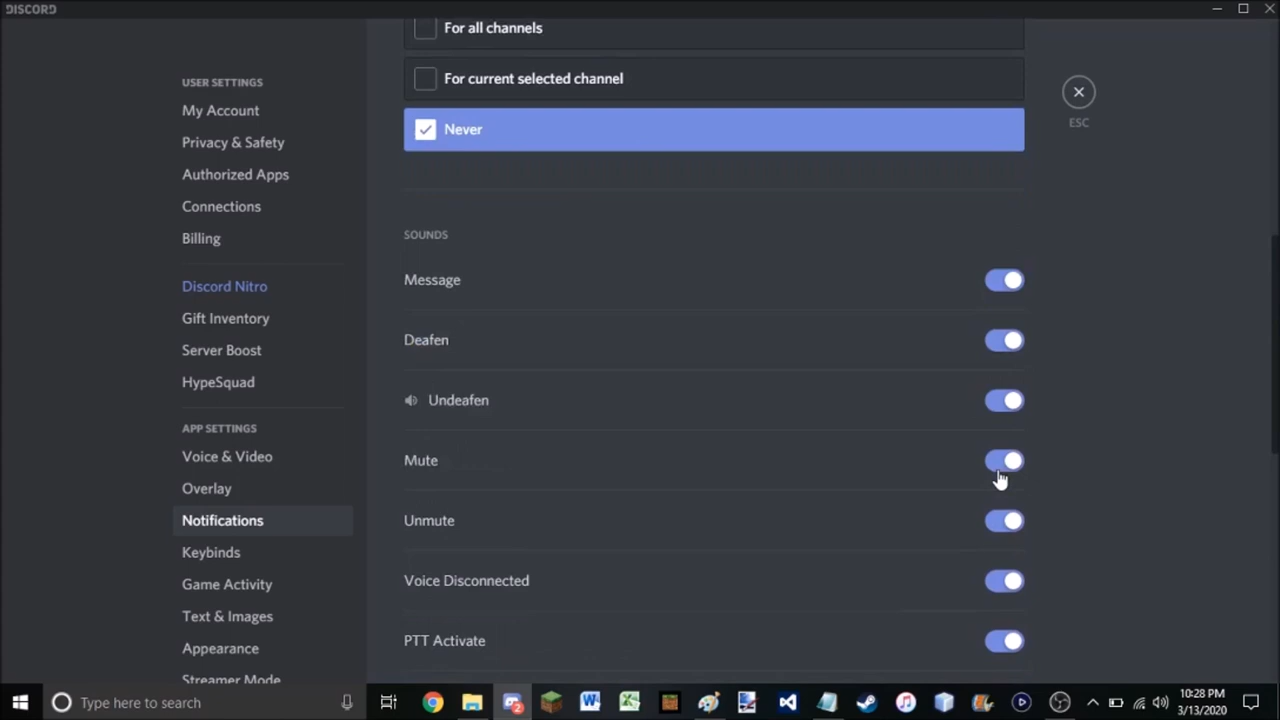 DISCORD
USER SETTINGS
My Account
Privacy & Safety
Authorized Apps
Connections
Billing
Discord Nitro
Gift Inventory
Server Boost
HypeSquad
APP SETTINGS
Voice & Video
Overlay
Notifications
Keybinds
Game Activity
Text & Images
Appearance
Streamer Mode
For all channels
For current selected channel
Never
SOUNDS
Message
Deafen
Undeafen
Mute
Unmute
Voice Disconnected
PTT Activate
ESC
Type here to search
2
10:28 PM
3/13/2020